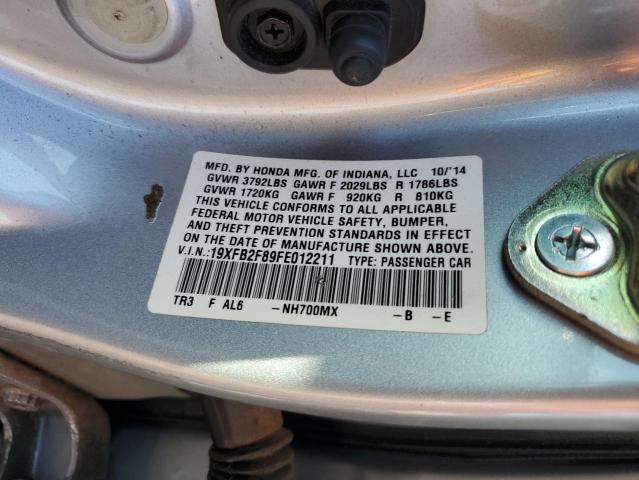 MFD. BY HONDA MFG. OF INDIANA, LLC 10/'14
GVWR 3792LBS GAWR F 2029LBS R 1786LBS
GVWR 1720KG GAWR F 920KG R 810KG
THIS VEHICLE CONFORMS TO ALL APPLICABLE
FEDERAL MOTOR VEHICLE SAFETY, BUMPER,
AND THEFT PREVENTION STANDARDS IN EFFECT
ON THE DATE OF MANUFACTURE SHOWN ABOVE.
V.I.N.: 19XFB2F89FE012211 TYPE: PASSENGER CAR
TR3 F AL6 -NH700MX -B -E